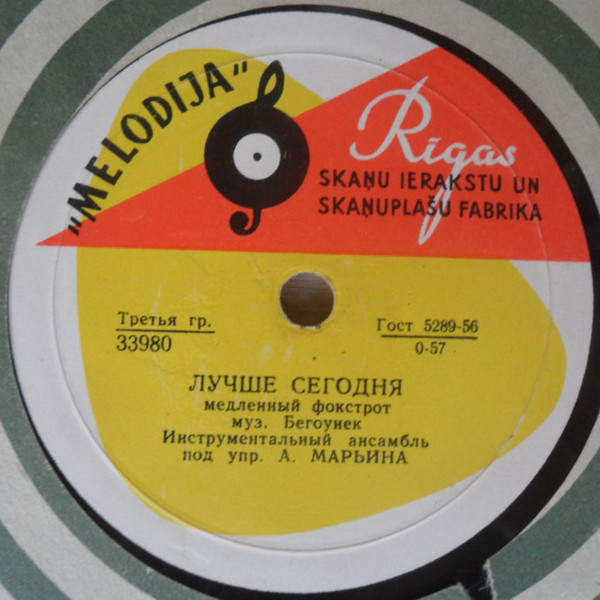 "MELODIJA"
Rīgas
SKAŅU IERAKSTU UN
SKAŅUPLAŠU FABRIKA
Третья гр.
33980
Гост 5289-56
0-57
ЛУЧШЕ СЕГОДНЯ
медленный фокстрот
муз. Бегоунек
Инструментальный ансамбль
под упр. А. МАРЬИНА